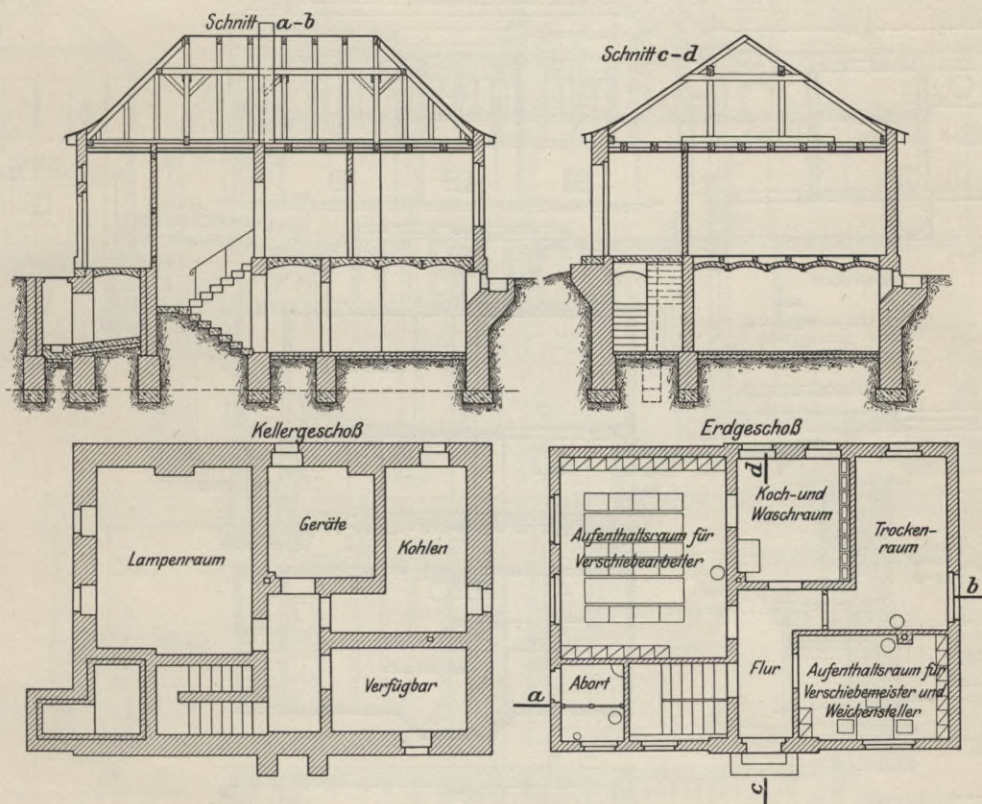 Schnitt a-b
Schnitt c-d
Kellergeschoß
Lampenraum
Geräte
Kohlen
Verfügbar
Erdgeschoß
d
Koch- und
Waschraum
Aufenthaltsraum für
Verschiebearbeiter
Trocken-
raum
b
Flur
Abort
a
Aufenthaltsraum für
Verschiebemeister und
Weichensteller
c